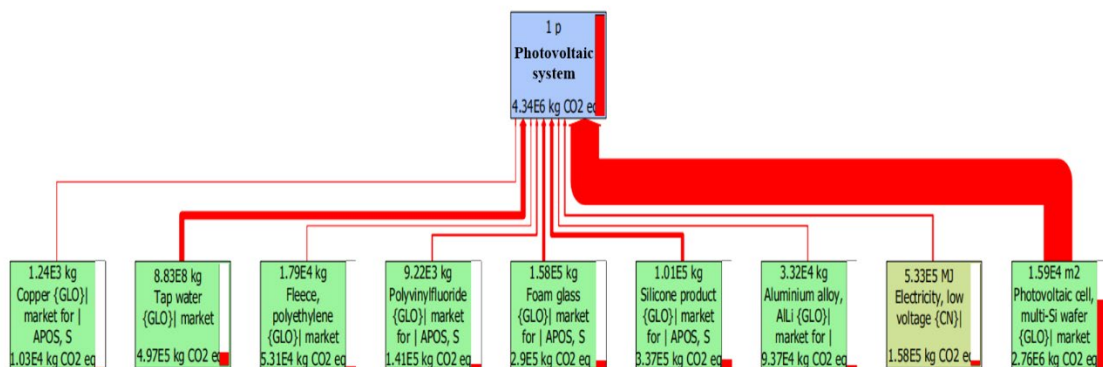 1 p
Photovoltaic
system
4.34E6 kg CO2 eq
1.24E3 kg
Copper {GLO}|
market for |
APOS, S
1.03E4 kg CO2 eq
8.83E8 kg
Tap water
{GLO}| market
4.97E5 kg CO2 eq
1.79E4 kg
Fleece,
polyethylene
{GLO}| market
5.31E4 kg CO2 eq
9.22E3 kg
Polyvinylfluoride
{GLO}| market
for | APOS, S
1.41E5 kg CO2 eq
1.58E5 kg
Foam glass
{GLO}| market
for | APOS, S
2.9E5 kg CO2 eq
1.01E5 kg
Silicone product
{GLO}| market
for | APOS, S
3.37E5 kg CO2 eq
3.32E4 kg
Aluminium alloy,
AlLi {GLO}|
market for |
9.37E4 kg CO2 eq
5.33E5 MJ
Electricity, low
voltage {CN}|
1.58E5 kg CO2 eq
1.59E4 m2
Photovoltaic cell,
multi-Si wafer
{GLO}| market
2.76E6 kg CO2 eq